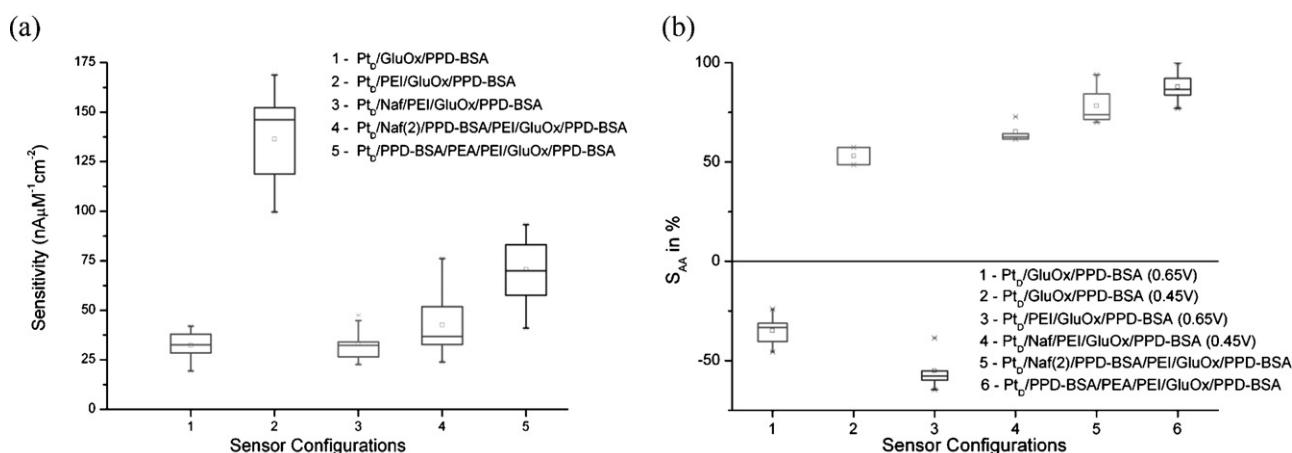 (a)
Sensitivity (nAμM⁻¹cm⁻²)
175
150
125
100
75
50
25
0
1 - Pt_D/GluOx/PPD-BSA
2 - Pt_D/PEI/GluOx/PPD-BSA
3 - Pt_D/Naf/PEI/GluOx/PPD-BSA
4 - Pt_D/Naf(2)/PPD-BSA/PEI/GluOx/PPD-BSA
5 - Pt_D/PPD-BSA/PEA/PEI/GluOx/PPD-BSA
1 2 3 4 5
Sensor Configurations
(b)
S_AA in %
100
50
0
-50
1 - Pt_D/GluOx/PPD-BSA (0.65V)
2 - Pt_D/GluOx/PPD-BSA (0.45V)
3 - Pt_D/PEI/GluOx/PPD-BSA (0.65V)
4 - Pt_D/Naf/PEI/GluOx/PPD-BSA (0.45V)
5 - Pt_D/Naf(2)/PPD-BSA/PEI/GluOx/PPD-BSA
6 - Pt_D/PPD-BSA/PEA/PEI/GluOx/PPD-BSA
1 2 3 4 5 6
Sensor Configurations